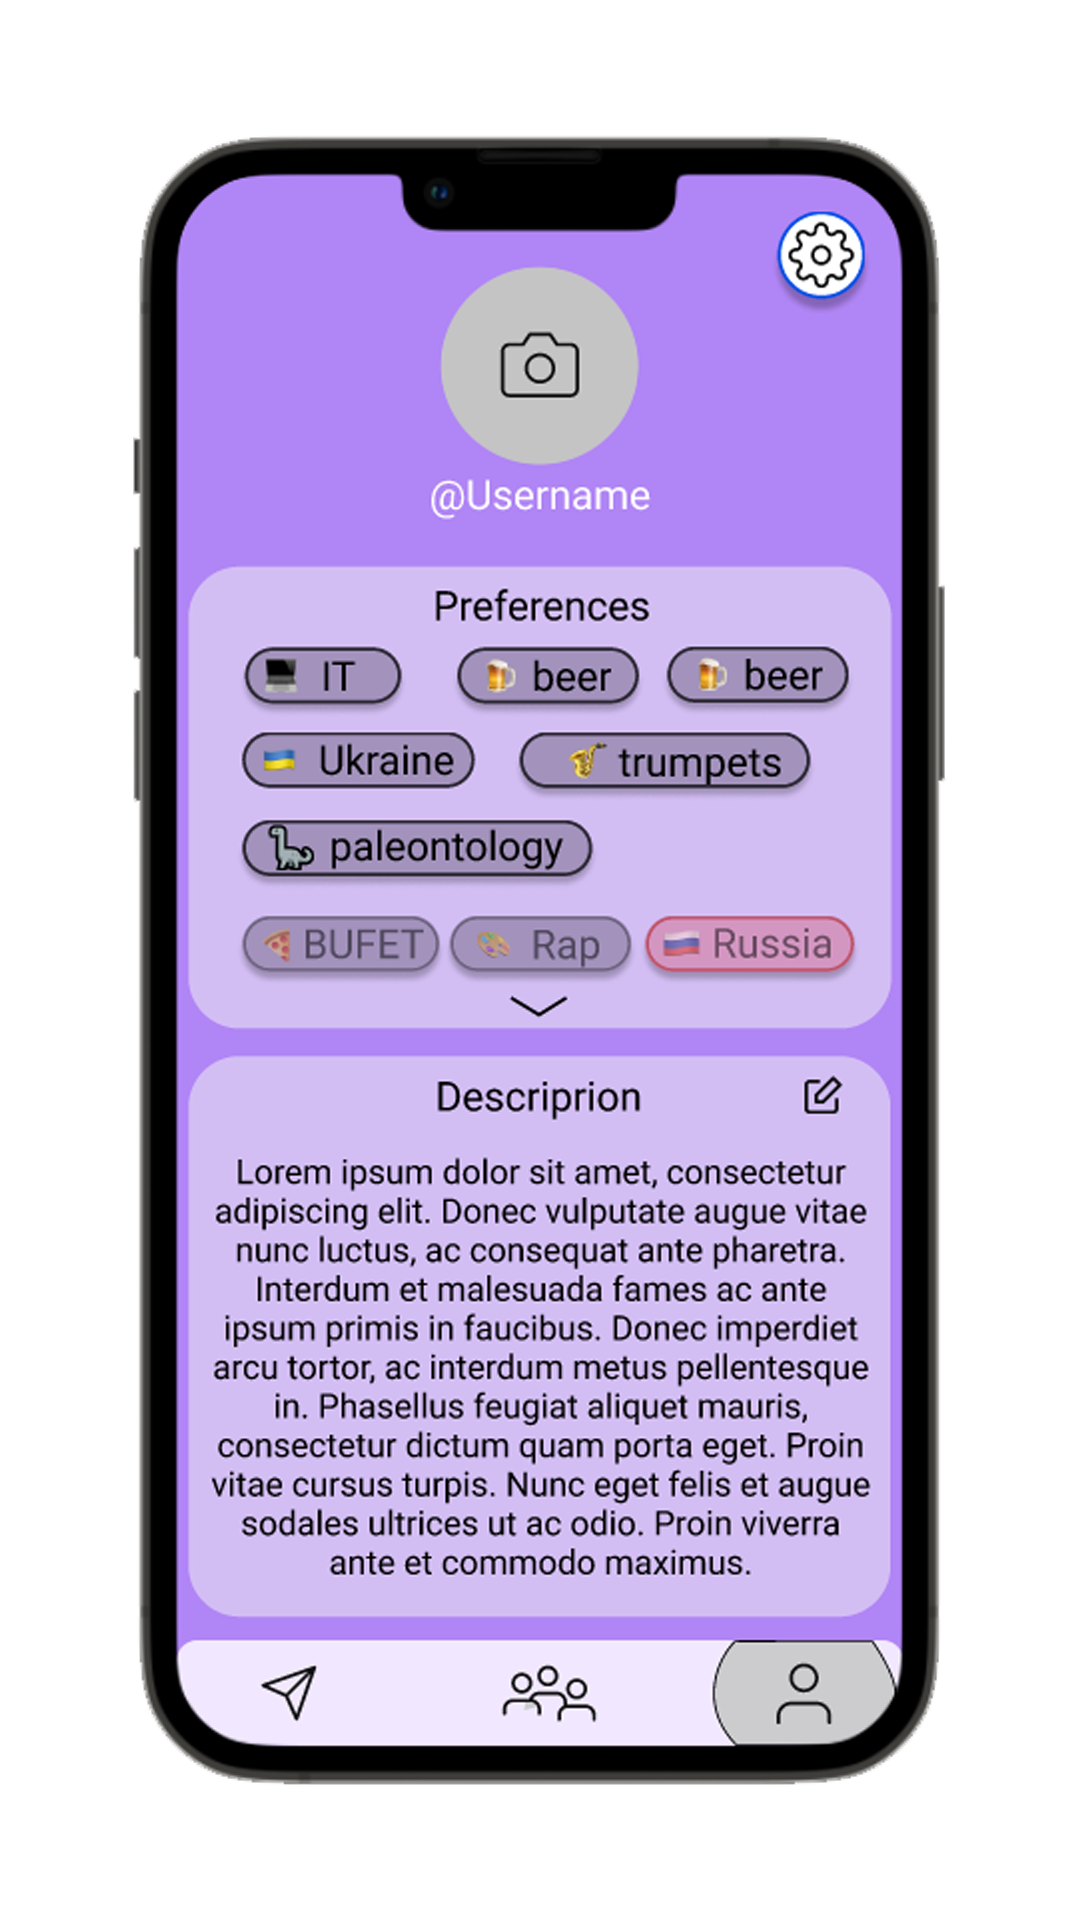 @Username
Preferences
IT
beer
beer
Ukraine
trumpets
paleontology
BUFET
Rap
Russia
Descriprion
Lorem ipsum dolor sit amet, consectetur
adipiscing elit. Donec vulputate augue vitae
nunc luctus, ac consequat ante pharetra.
Interdum et malesuada fames ac ante
ipsum primis in faucibus. Donec imperdiet
arcu tortor, ac interdum metus pellentesque
in. Phasellus feugiat aliquet mauris,
consectetur dictum quam porta eget. Proin
vitae cursus turpis. Nunc eget felis et augue
sodales ultrices ut ac odio. Proin viverra
ante et commodo maximus.